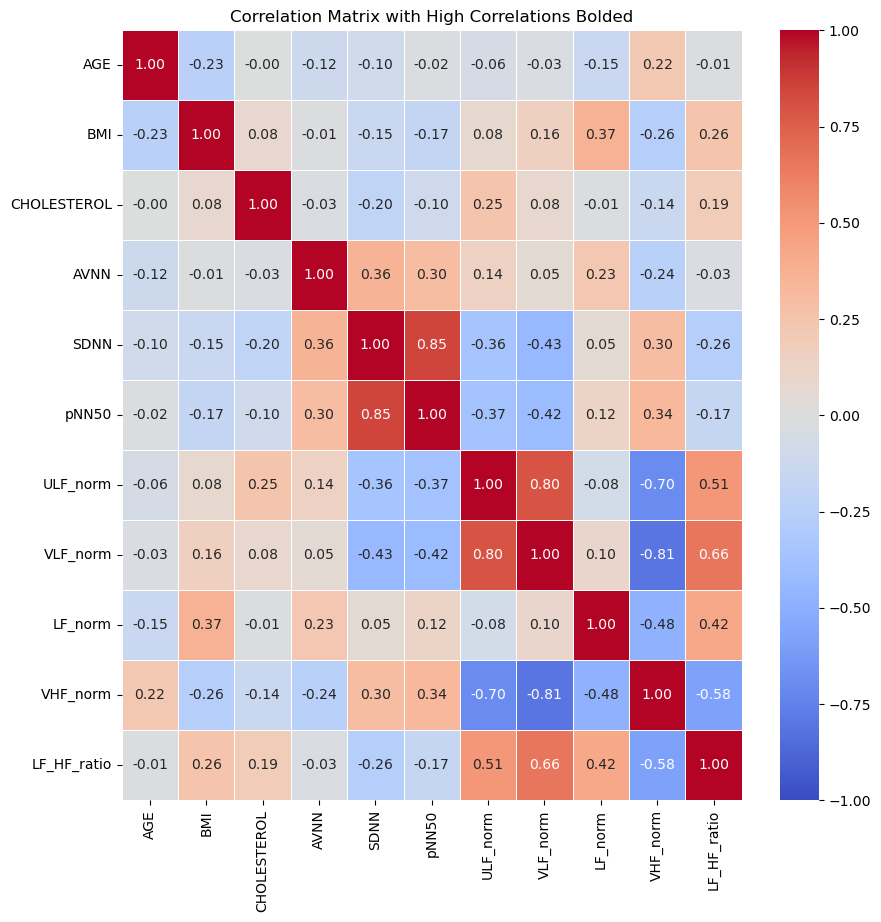 Correlation Matrix with High Correlations Bolded
AGE 1.00 -0.23 -0.00 -0.12 -0.10 -0.02 -0.06 -0.03 -0.15 0.22 -0.01
BMI -0.23 1.00 0.08 -0.01 -0.15 -0.17 0.08 0.16 0.37 -0.26 0.26
CHOLESTEROL -0.00 0.08 1.00 -0.03 -0.20 -0.10 0.25 0.08 -0.01 -0.14 0.19
AVNN -0.12 -0.01 -0.03 1.00 0.36 0.30 0.14 0.05 0.23 -0.24 -0.03
SDNN -0.10 -0.15 -0.20 0.36 1.00 0.85 -0.36 -0.43 0.05 0.30 -0.26
pNN50 -0.02 -0.17 -0.10 0.30 0.85 1.00 -0.37 -0.42 0.12 0.34 -0.17
ULF_norm -0.06 0.08 0.25 0.14 -0.36 -0.37 1.00 0.80 -0.08 -0.70 0.51
VLF_norm -0.03 0.16 0.08 0.05 -0.43 -0.42 0.80 1.00 0.10 -0.81 0.66
LF_norm -0.15 0.37 -0.01 0.23 0.05 0.12 -0.08 0.10 1.00 -0.48 0.42
VHF_norm 0.22 -0.26 -0.14 -0.24 0.30 0.34 -0.70 -0.81 -0.48 1.00 -0.58
LF_HF_ratio -0.01 0.26 0.19 -0.03 -0.26 -0.17 0.51 0.66 0.42 -0.58 1.00
AGE
BMI
CHOLESTEROL
AVNN
SDNN
pNN50
ULF_norm
VLF_norm
LF_norm
VHF_norm
LF_HF_ratio
1.00
0.75
0.50
0.25
0.00
−0.25
−0.50
−0.75
−1.00